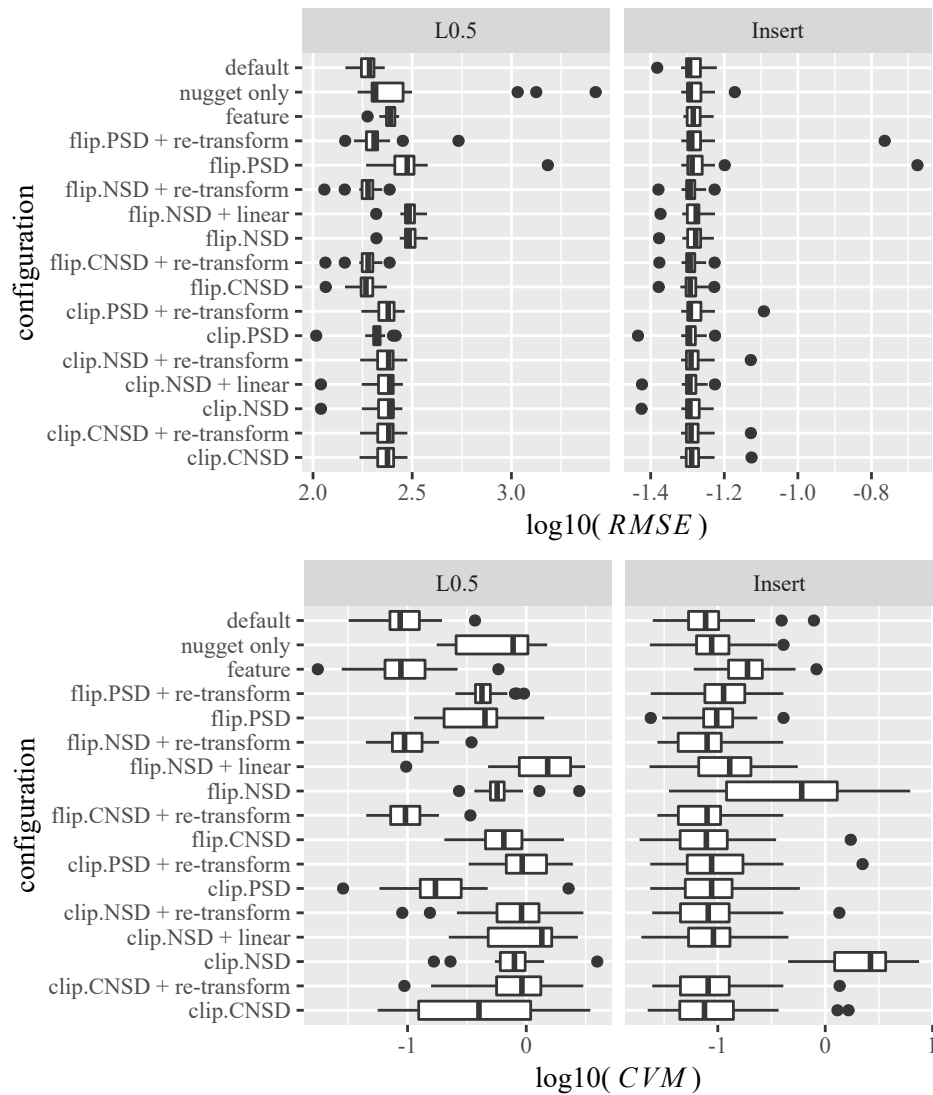 L0.5 Insert
default
nugget only
feature
flip.PSD + re-transform
flip.PSD
flip.NSD + re-transform
flip.NSD + linear
flip.NSD
flip.CNSD + re-transform
flip.CNSD
clip.PSD + re-transform
clip.PSD
clip.NSD + re-transform
clip.NSD + linear
clip.NSD
clip.CNSD + re-transform
clip.CNSD
configuration
2.0 2.5 3.0 -1.4 -1.2 -1.0 -0.8
log10( RMSE )
L0.5 Insert
default
nugget only
feature
flip.PSD + re-transform
flip.PSD
flip.NSD + re-transform
flip.NSD + linear
flip.NSD
flip.CNSD + re-transform
flip.CNSD
clip.PSD + re-transform
clip.PSD
clip.NSD + re-transform
clip.NSD + linear
clip.NSD
clip.CNSD + re-transform
clip.CNSD
configuration
-1 0 -1 0 1
log10( CVM )